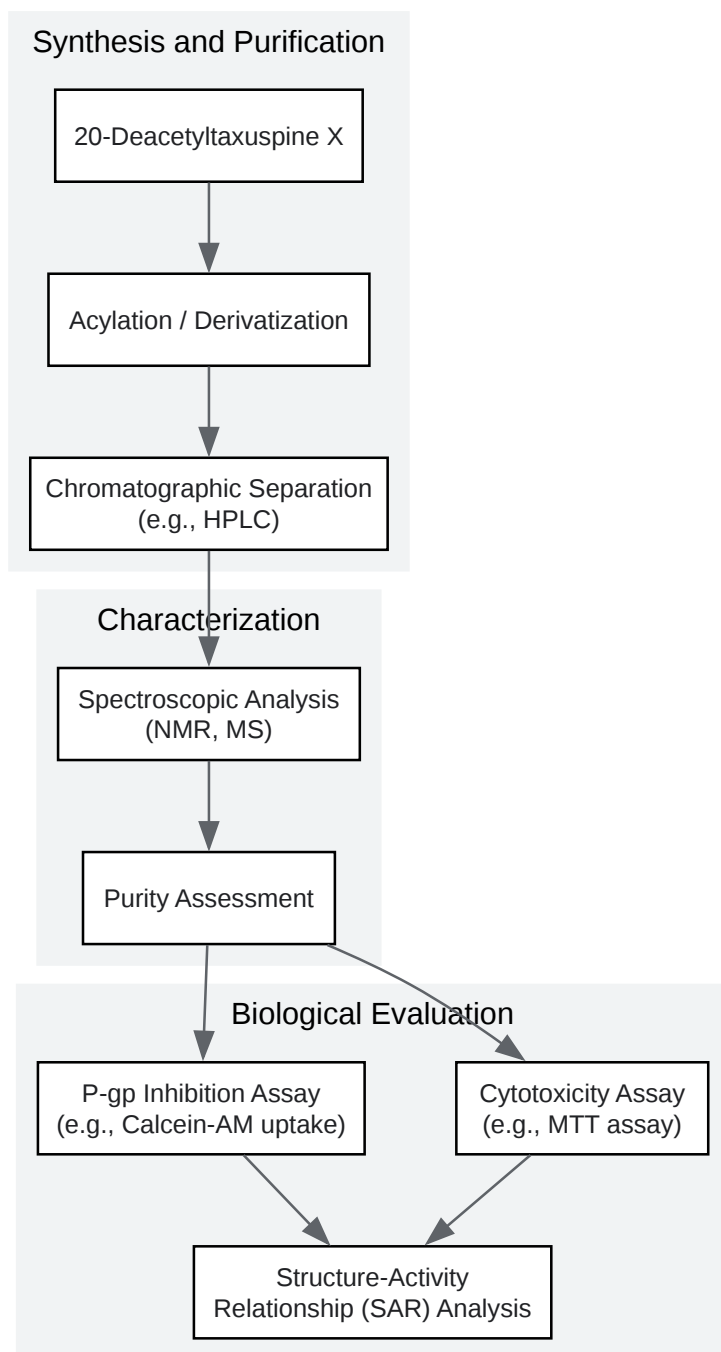 Synthesis and Purification
20-Deacetyltaxuspine X
Acylation / Derivatization
Chromatographic Separation
(e.g., HPLC)
Characterization
Spectroscopic Analysis
(NMR, MS)
Purity Assessment
Biological Evaluation
P-gp Inhibition Assay
(e.g., Calcein-AM uptake)
Cytotoxicity Assay
(e.g., MTT assay)
Structure-Activity
Relationship (SAR) Analysis